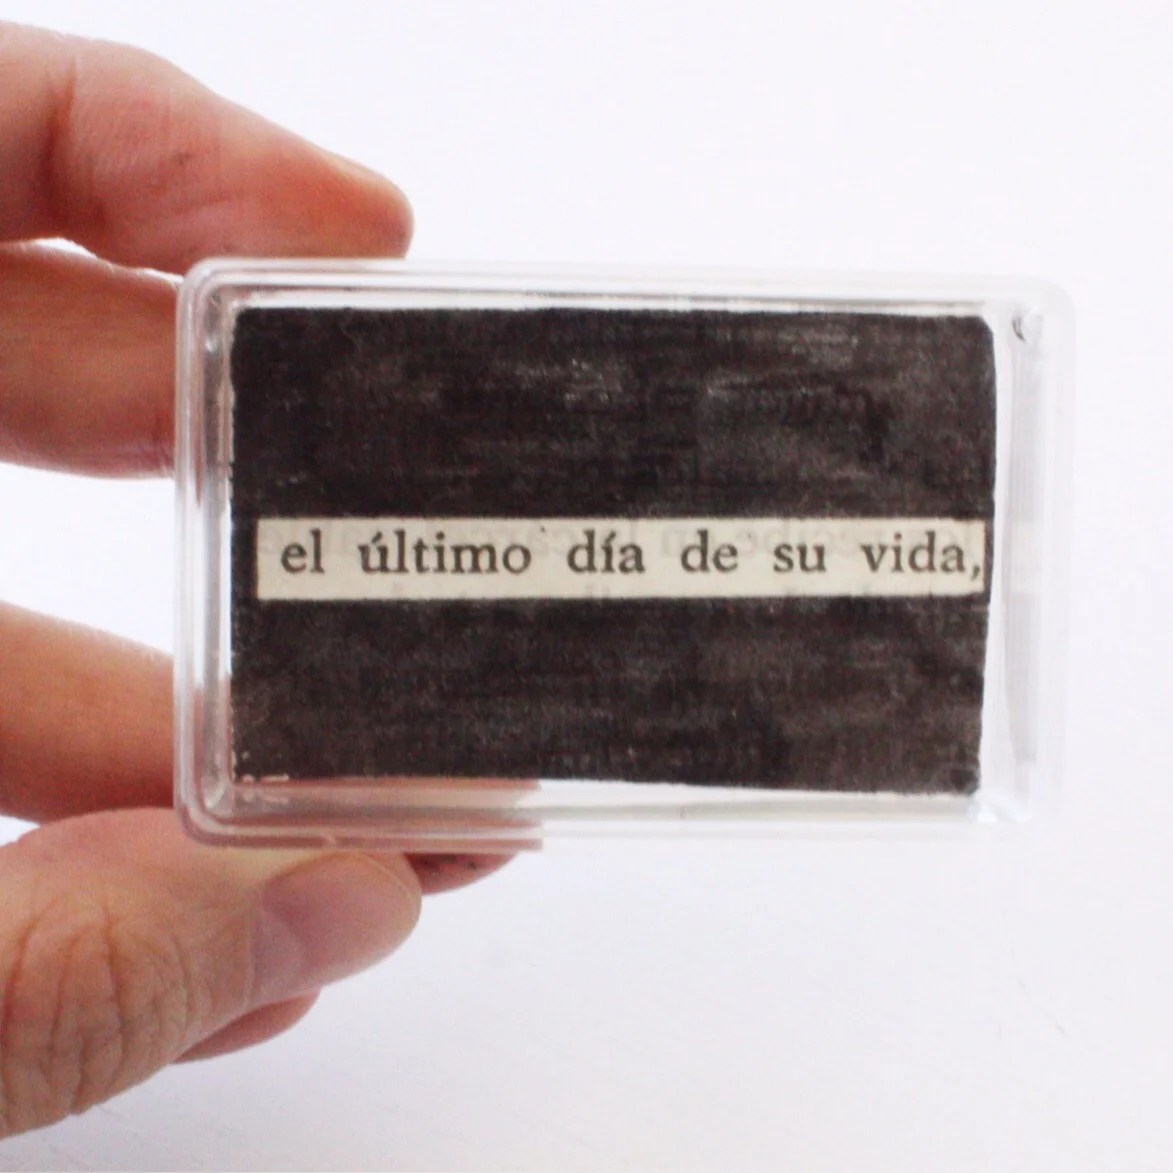 el último día de su vida,